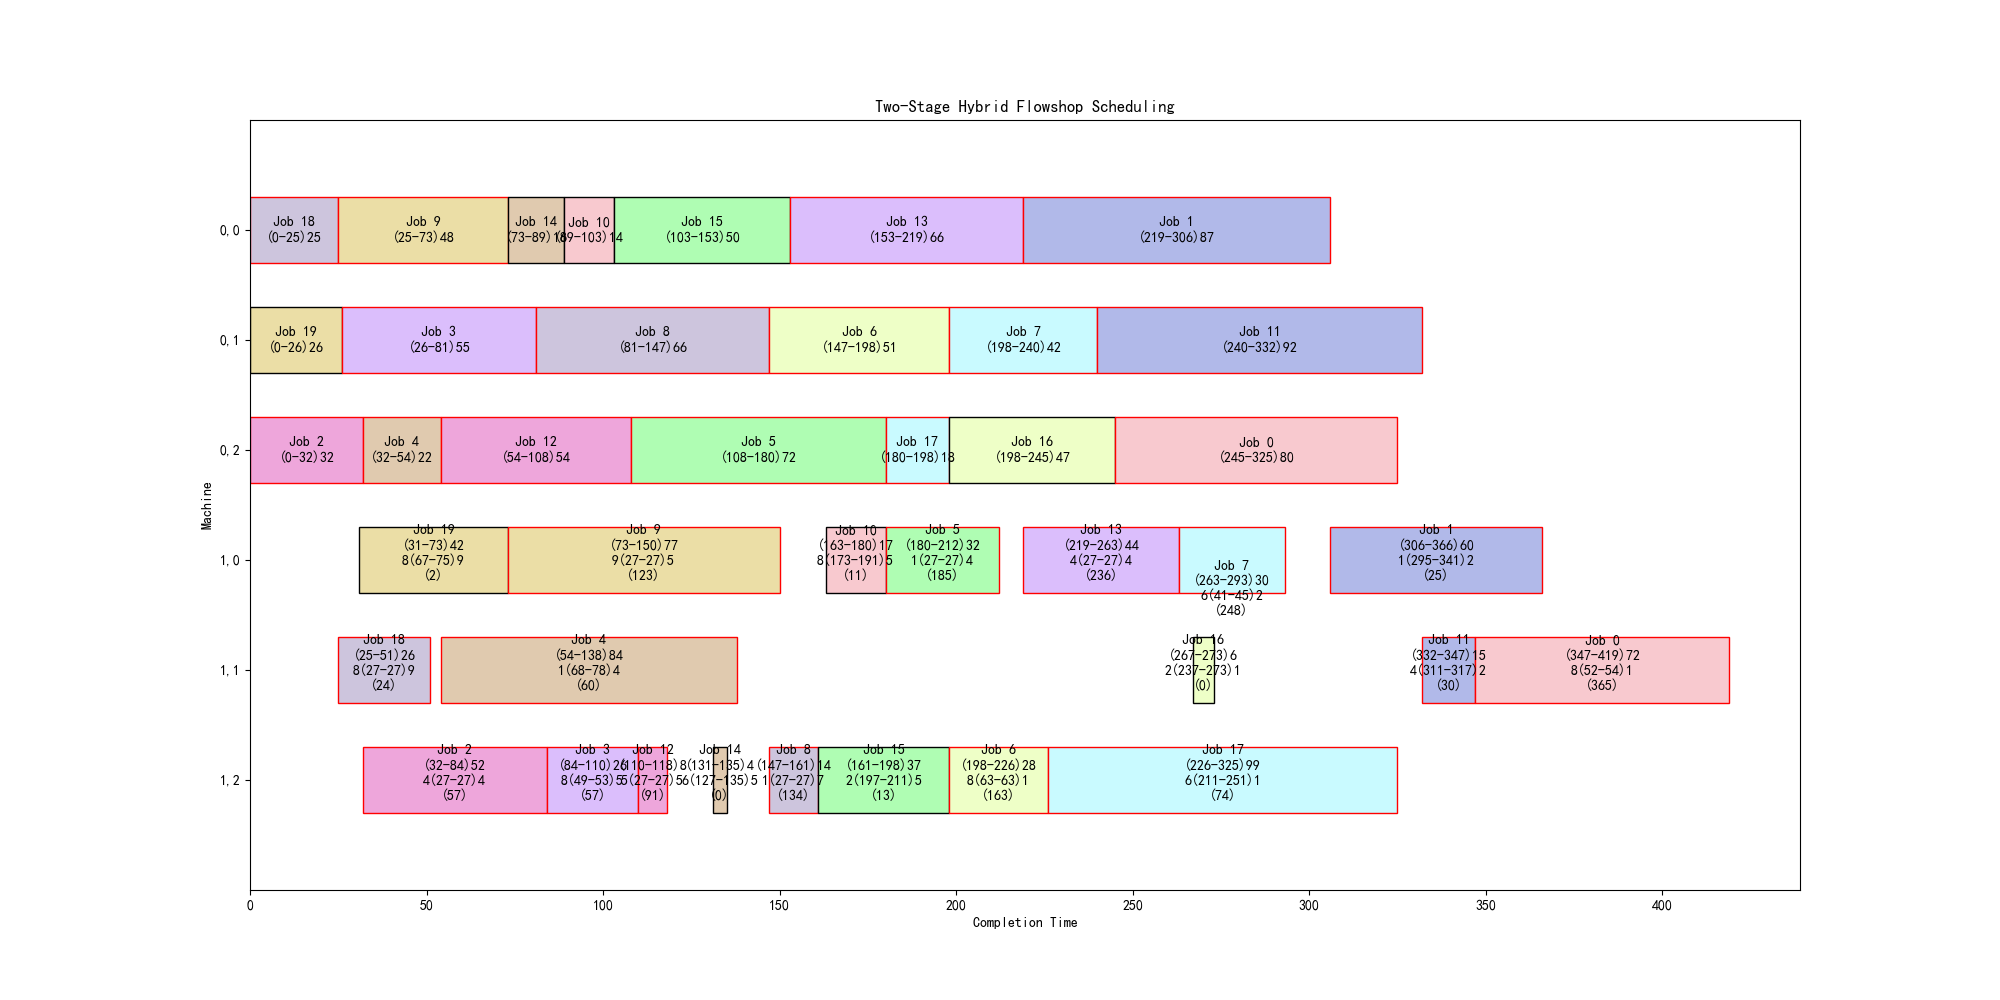 Two-Stage Hybrid Flowshop Scheduling
0,0
Job 18
(0-25)25
Job 9
(25-73)48
Job 14
(73-89)16
Job 10
(89-103)14
Job 15
(103-153)50
Job 13
(153-219)66
Job 1
(219-306)87
0,1
Job 19
(0-26)26
Job 3
(26-81)55
Job 8
(81-147)66
Job 6
(147-198)51
Job 7
(198-240)42
Job 11
(240-332)92
0,2
Job 2
(0-32)32
Job 4
(32-54)22
Job 12
(54-108)54
Job 5
(108-180)72
Job 17
(180-198)18
Job 16
(198-245)47
Job 0
(245-325)80
Machine
1,0
Job 19
(31-73)42
8(67-75)9
(2)
Job 9
(73-150)77
9(27-27)5
(123)
Job 10
(163-180)17
8(173-191)5
(11)
Job 5
(180-212)32
1(27-27)4
(185)
Job 13
(219-263)44
4(27-27)4
(236)
Job 7
(263-293)30
6(41-45)2
(248)
Job 1
(306-366)60
1(295-341)2
(25)
1,1
Job 18
(25-51)26
8(27-27)9
(24)
Job 4
(54-138)84
1(68-78)4
(60)
Job 16
(267-273)6
2(237-273)1
(0)
Job 11
(332-347)15
4(311-317)2
(30)
Job 0
(347-419)72
8(52-54)1
(365)
1,2
Job 2
(32-84)52
4(27-27)4
(57)
Job 3
(84-110)26
8(49-53)5
(57)
Job 12
(110-118)8
5(27-27)5
(91)
Job 14
(131-135)4
6(127-135)5
(0)
Job 8
(147-161)14
1(27-27)7
(134)
Job 15
(161-198)37
2(197-211)5
(13)
Job 6
(198-226)28
8(63-63)1
(163)
Job 17
(226-325)99
6(211-251)1
(74)
0
50
100
150
200
250
300
350
400
Completion Time